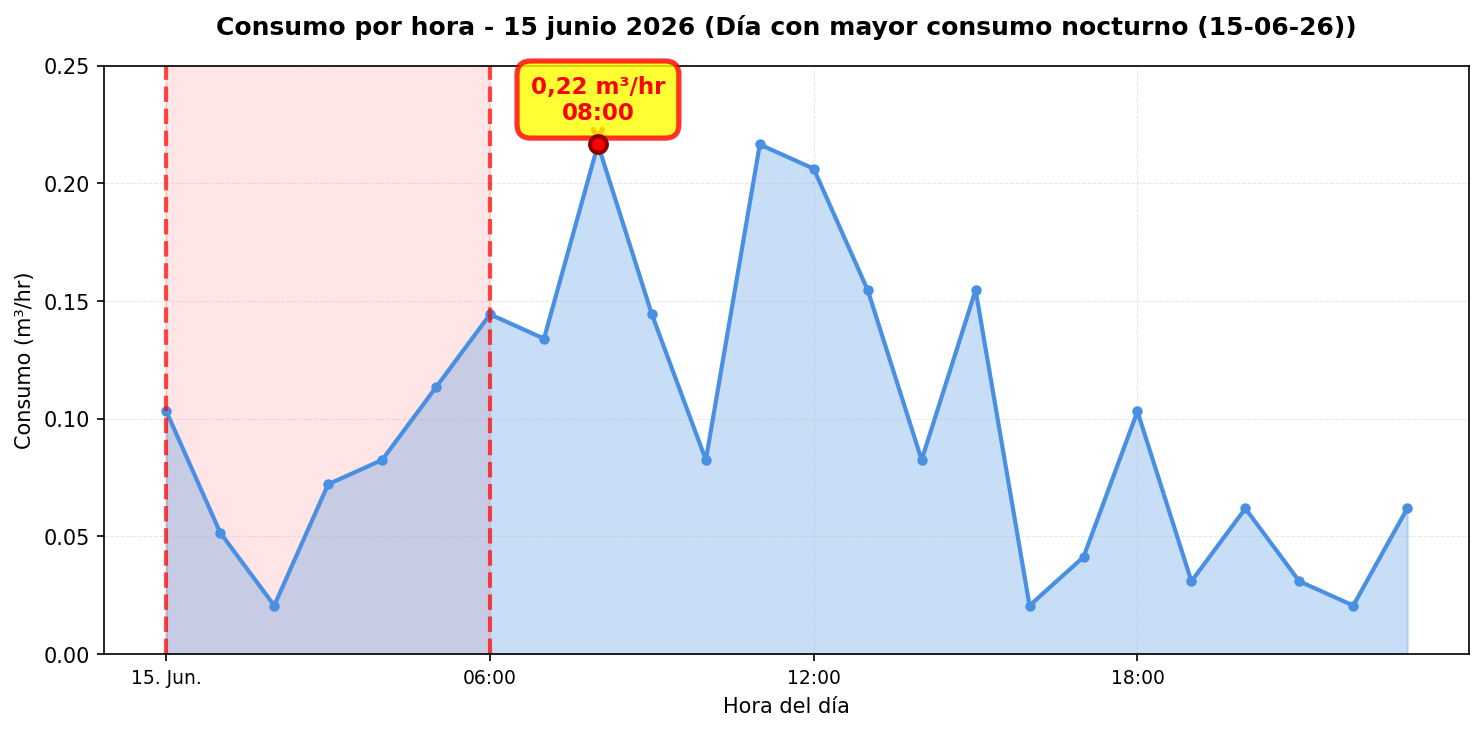 Consumo por hora - 15 junio 2026 (Día con mayor consumo nocturno (15-06-26))
0,22 m³/hr
08:00
Consumo (m³/hr)
0.25
0.20
0.15
0.10
0.05
0.00
15. Jun.
06:00
12:00
18:00
Hora del día